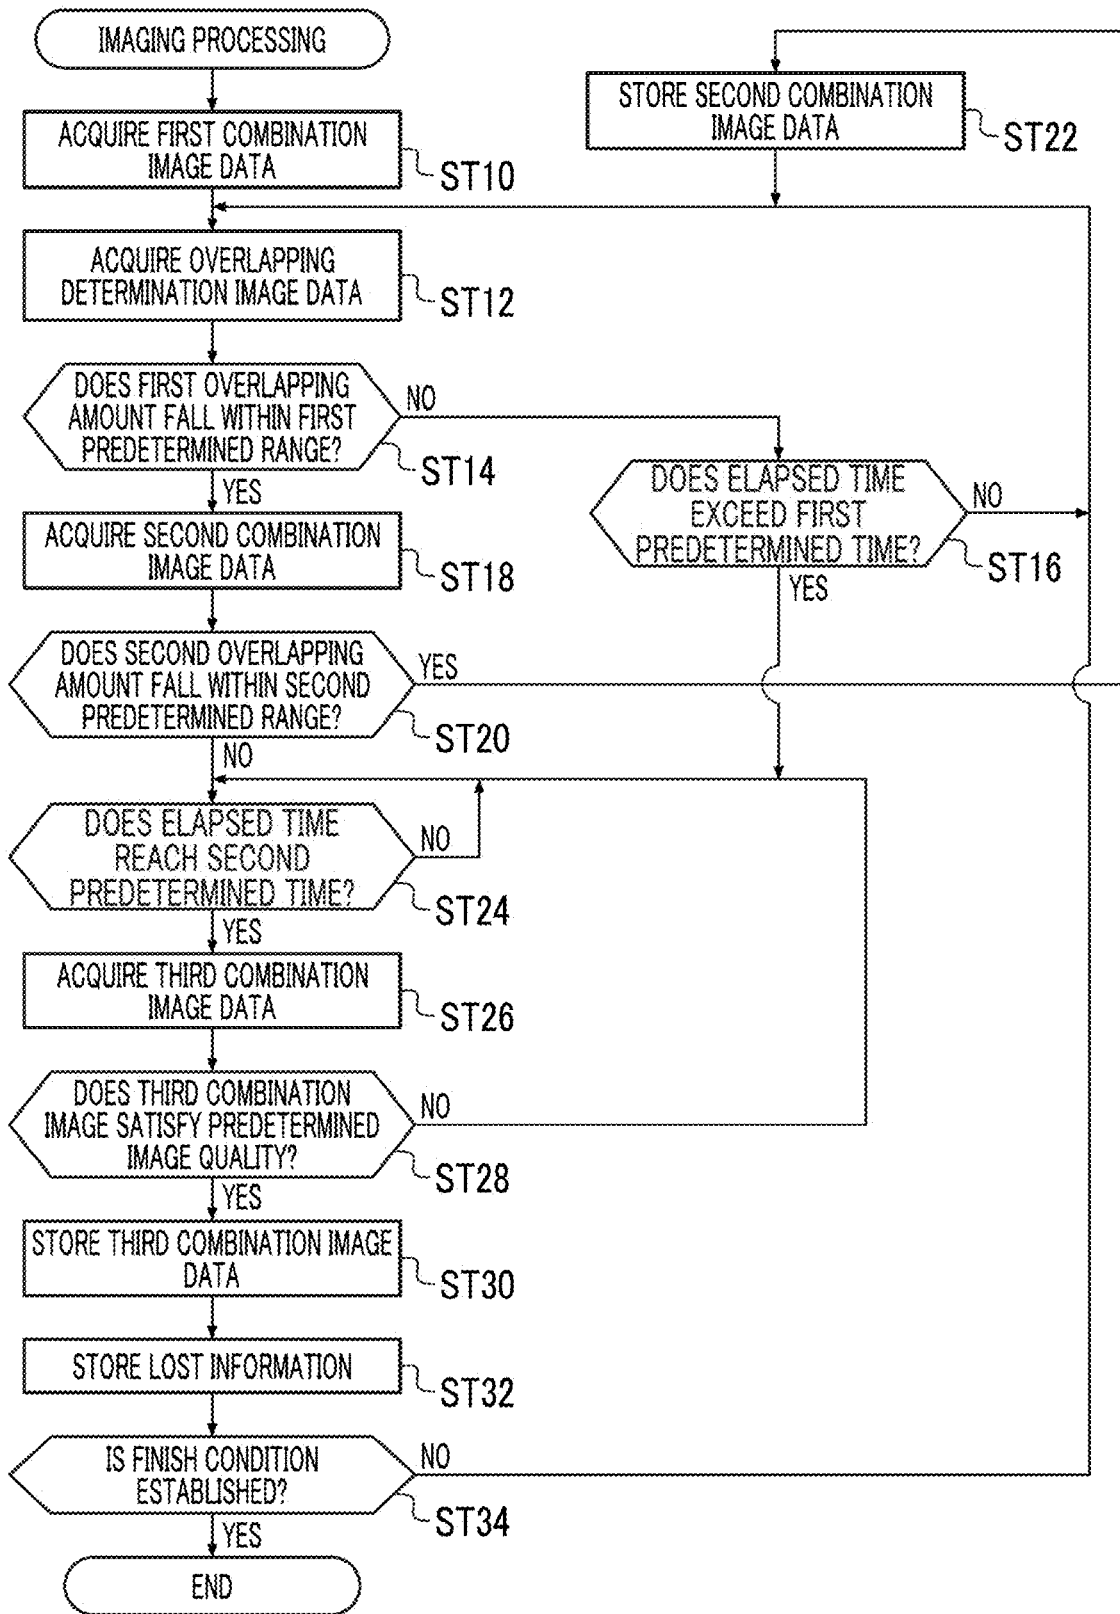 IMAGING PROCESSING
ACQUIRE FIRST COMBINATION
IMAGE DATA
ST10
STORE SECOND COMBINATION
IMAGE DATA
ST22
ACQUIRE OVERLAPPING
DETERMINATION IMAGE DATA
ST12
DOES FIRST OVERLAPPING
AMOUNT FALL WITHIN FIRST
PREDETERMINED RANGE?
NO
ST14
YES
DOES ELAPSED TIME
EXCEED FIRST
PREDETERMINED TIME?
NO
ST16
YES
ACQUIRE SECOND COMBINATION
IMAGE DATA
ST18
DOES SECOND OVERLAPPING
AMOUNT FALL WITHIN SECOND
PREDETERMINED RANGE?
YES
ST20
NO
DOES ELAPSED TIME
REACH SECOND
PREDETERMINED TIME?
NO
ST24
YES
ACQUIRE THIRD COMBINATION
IMAGE DATA
ST26
DOES THIRD COMBINATION
IMAGE SATISFY PREDETERMINED
IMAGE QUALITY?
NO
ST28
YES
STORE THIRD COMBINATION IMAGE
DATA
ST30
STORE LOST INFORMATION
ST32
IS FINISH CONDITION
ESTABLISHED?
NO
ST34
YES
END